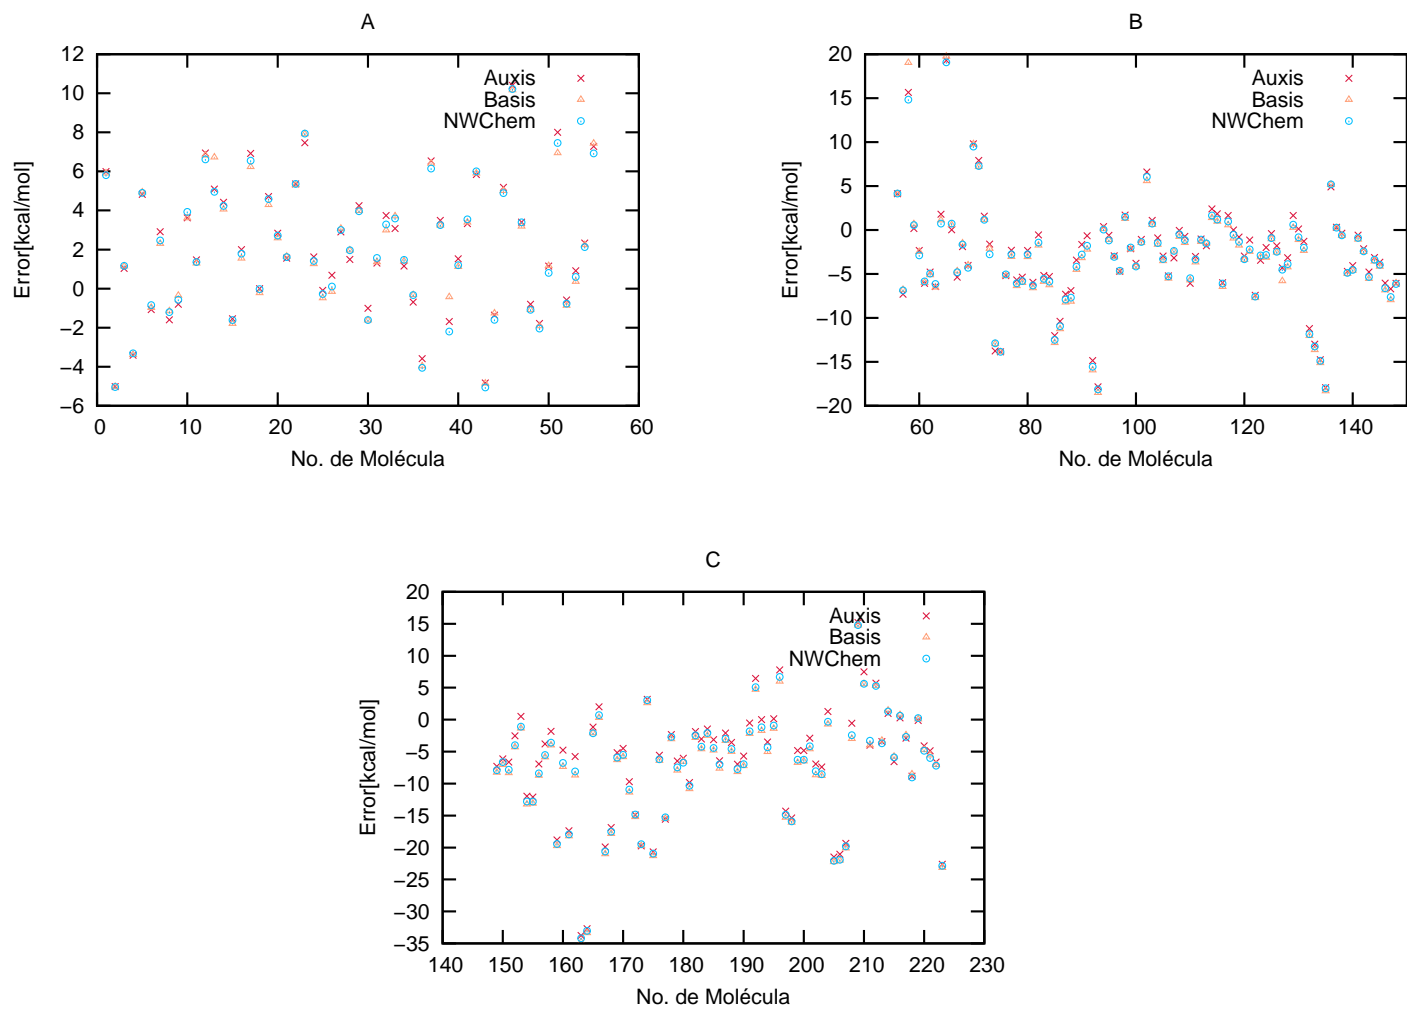 A
12
10
8
6
4
2
0
−2
−4
−6
0 10 20 30 40 50 60
Error[kcal/mol]
No. de Molécula
Auxis
Basis
NWChem
B
20
15
10
5
0
−5
−10
−15
−20
60 80 100 120 140
Error[kcal/mol]
No. de Molécula
Auxis
Basis
NWChem
C
20
15
10
5
0
−5
−10
−15
−20
−25
−30
−35
140 150 160 170 180 190 200 210 220 230
Error[kcal/mol]
No. de Molécula
Auxis
Basis
NWChem